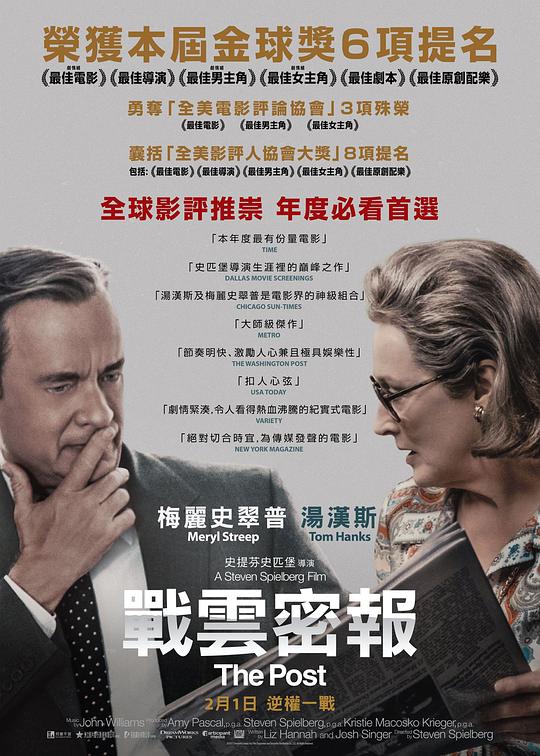 榮獲本屆金球獎6項提名
劇情組 劇情組 劇情組
《最佳電影》《最佳導演》《最佳男主角》《最佳女主角》《最佳劇本》《最佳原創配樂》
勇奪「全美電影評論協會」3項殊榮
《最佳電影》 《最佳男主角》 《最佳女主角》
囊括「全美影評人協會大獎」8項提名
包括:《最佳電影》《最佳導演》《最佳男主角》《最佳女主角》《最佳原創配樂》
全球影評推崇 年度必看首選
「本年度最有份量電影」
TIME
「史匹堡導演生涯裡的巔峰之作」
DALLAS MOVIE SCREENINGS
「湯漢斯及梅麗史翠普是電影界的神級組合」
CHICAGO SUN-TIMES
「大師級傑作」
METRO
「節奏明快、激勵人心兼且極具娛樂性」
THE WASHINGTON POST
「扣人心弦」
USA TODAY
「劇情緊湊,令人看得熱血沸騰的紀實式電影」
VARIETY
「絕對切合時宜,為傳媒發聲的電影」
NEW YORK MAGAZINE
梅麗史翠普 湯漢斯
Meryl Streep Tom Hanks
史提芬史匹堡 導演
A Steven Spielberg Film
戰雲密報
The Post
2月1日 逆權一戰
Music by John Williams Produced by Amy Pascal, p.g.a. Steven Spielberg, p.g.a. Kristie Macosko Krieger, p.g.a.
DREAMWORKS PICTURES participant media Written by Liz Hannah and Josh Singer Directed by Steven Spielberg